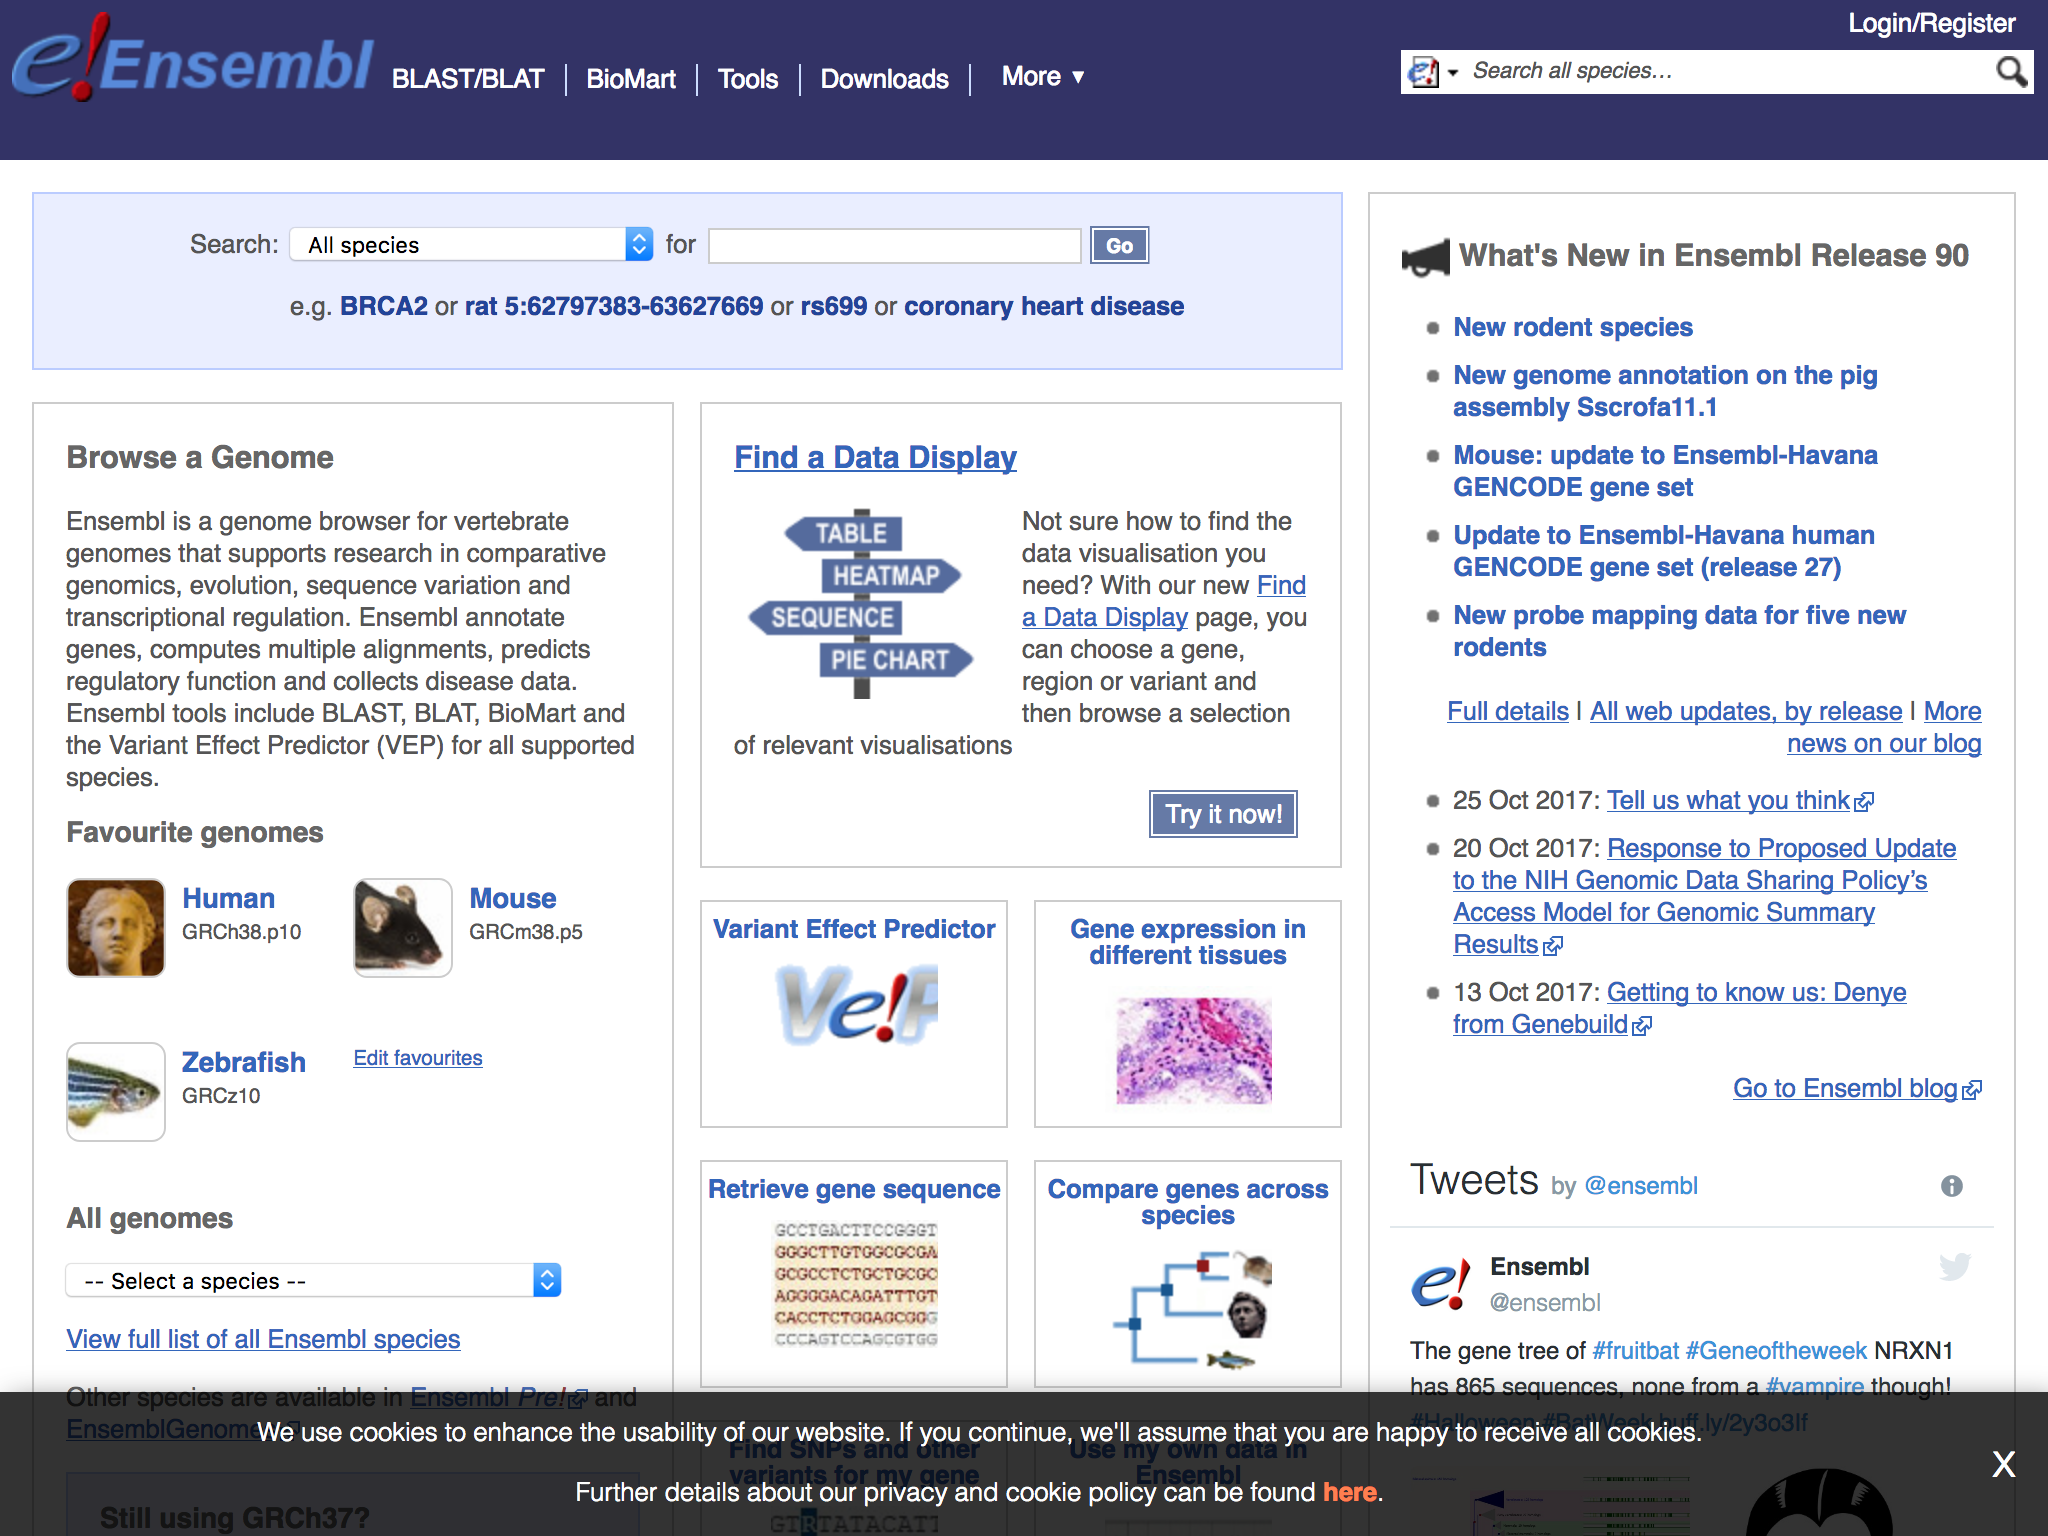 e!Ensembl
BLAST/BLAT | BioMart | Tools | Downloads | More ▼
Login/Register
Search all species…
Search: All species for Go
e.g. BRCA2 or rat 5:62797383-63627669 or rs699 or coronary heart disease
Browse a Genome
Ensembl is a genome browser for vertebrate
genomes that supports research in comparative
genomics, evolution, sequence variation and
transcriptional regulation. Ensembl annotate
genes, computes multiple alignments, predicts
regulatory function and collects disease data.
Ensembl tools include BLAST, BLAT, BioMart and
the Variant Effect Predictor (VEP) for all supported
species.
Favourite genomes
Human
GRCh38.p10
Mouse
GRCm38.p5
Zebrafish
GRCz10
Edit favourites
All genomes
-- Select a species --
View full list of all Ensembl species
Other species are available in Ensembl Pre! and
EnsemblGenome
Still using GRCh37?
Find a Data Display
TABLE
HEATMAP
SEQUENCE
PIE CHART
Not sure how to find the
data visualisation you
need? With our new Find
a Data Display page, you
can choose a gene,
region or variant and
then browse a selection
of relevant visualisations
Try it now!
Variant Effect Predictor
Ve!P
Gene expression in
different tissues
Retrieve gene sequence
GCCTGACTTCCGGGT
GGGCTTGTGGCGCGA
GCGCCTCTGCTGCGC
AGGGGACAGATTTGT
CACCTCTGGAGCGGG
CCCAGTCCAGCGTGG
Compare genes across
species
Find SNPs and other
variants for my gene
GTRTATACATT
Use my own data in
Ensembl
What's New in Ensembl Release 90
New rodent species
New genome annotation on the pig
assembly Sscrofa11.1
Mouse: update to Ensembl-Havana
GENCODE gene set
Update to Ensembl-Havana human
GENCODE gene set (release 27)
New probe mapping data for five new
rodents
Full details | All web updates, by release | More
news on our blog
25 Oct 2017: Tell us what you think
20 Oct 2017: Response to Proposed Update
to the NIH Genomic Data Sharing Policy’s
Access Model for Genomic Summary
Results
13 Oct 2017: Getting to know us: Denye
from Genebuild
Go to Ensembl blog
Tweets by @ensembl
e!
Ensembl
@ensembl
The gene tree of #fruitbat #Geneoftheweek NRXN1
has 865 sequences, none from a #vampire though!
#Halloween #BatWeek buff.ly/2y3o3If
We use cookies to enhance the usability of our website. If you continue, we'll assume that you are happy to receive all cookies.
Further details about our privacy and cookie policy can be found here.
X